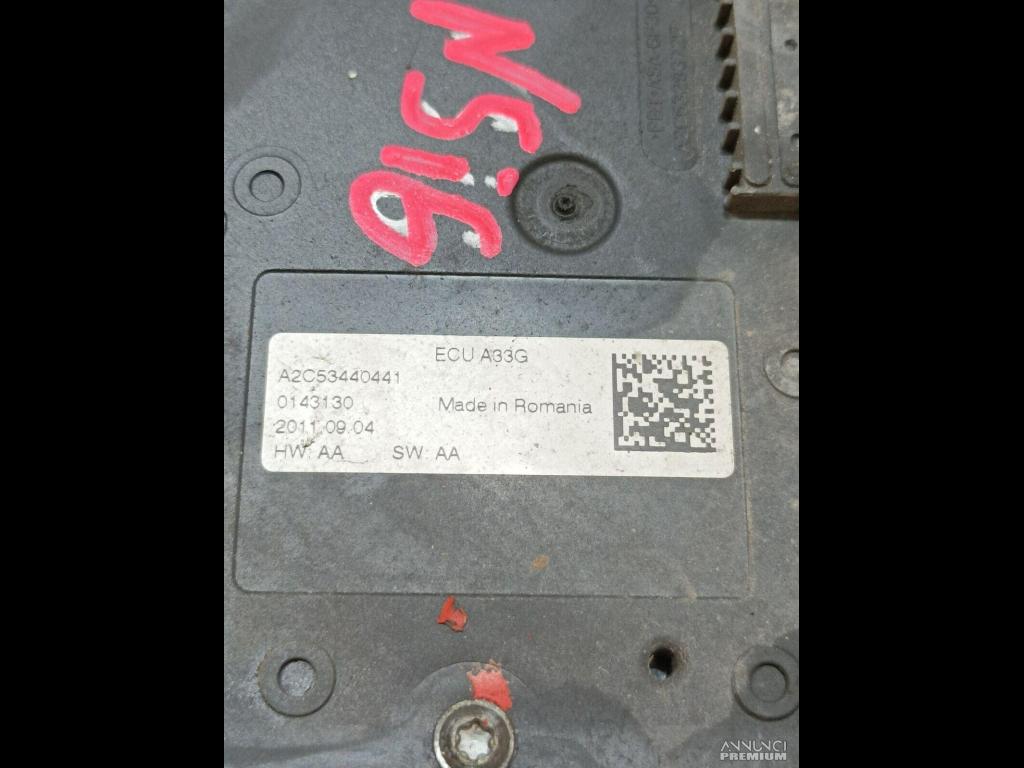 ECU A33G
A2C53440441
0143130
Made in Romania
2011.09.04
HW: AA SW: AA
ANNUNCI
PREMIUM